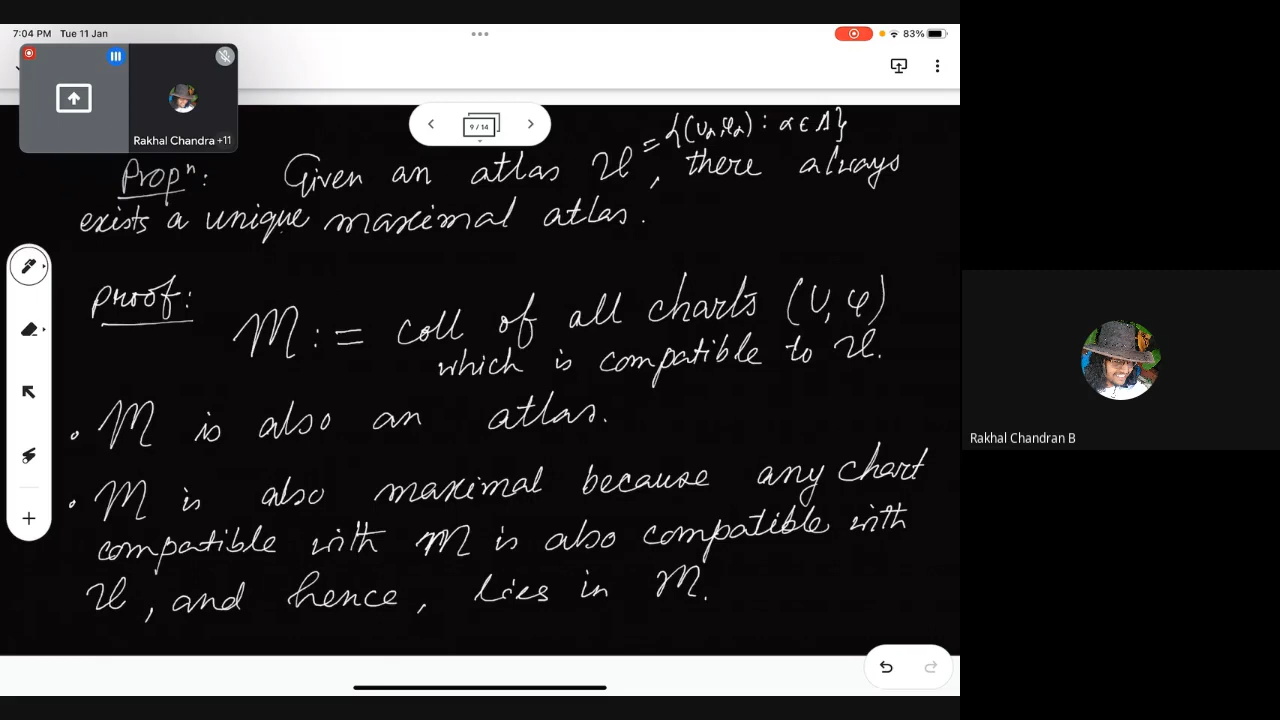 7:04 PM Tue 11 Jan
83%
Rakhal Chandra +11
9 / 14
= {(Uα, φα) : α ∈ Λ}
Propⁿ: Given an atlas 𝒰, there always
exists a unique maximal atlas.
Proof:
𝓜 := coll of all charts (U, φ)
which is compatible to 𝒰.
• 𝓜 is also an atlas.
• 𝓜 is also maximal because any chart
compatible with 𝓜 is also compatible with
𝒰, and hence, lies in 𝓜.
Rakhal Chandran B